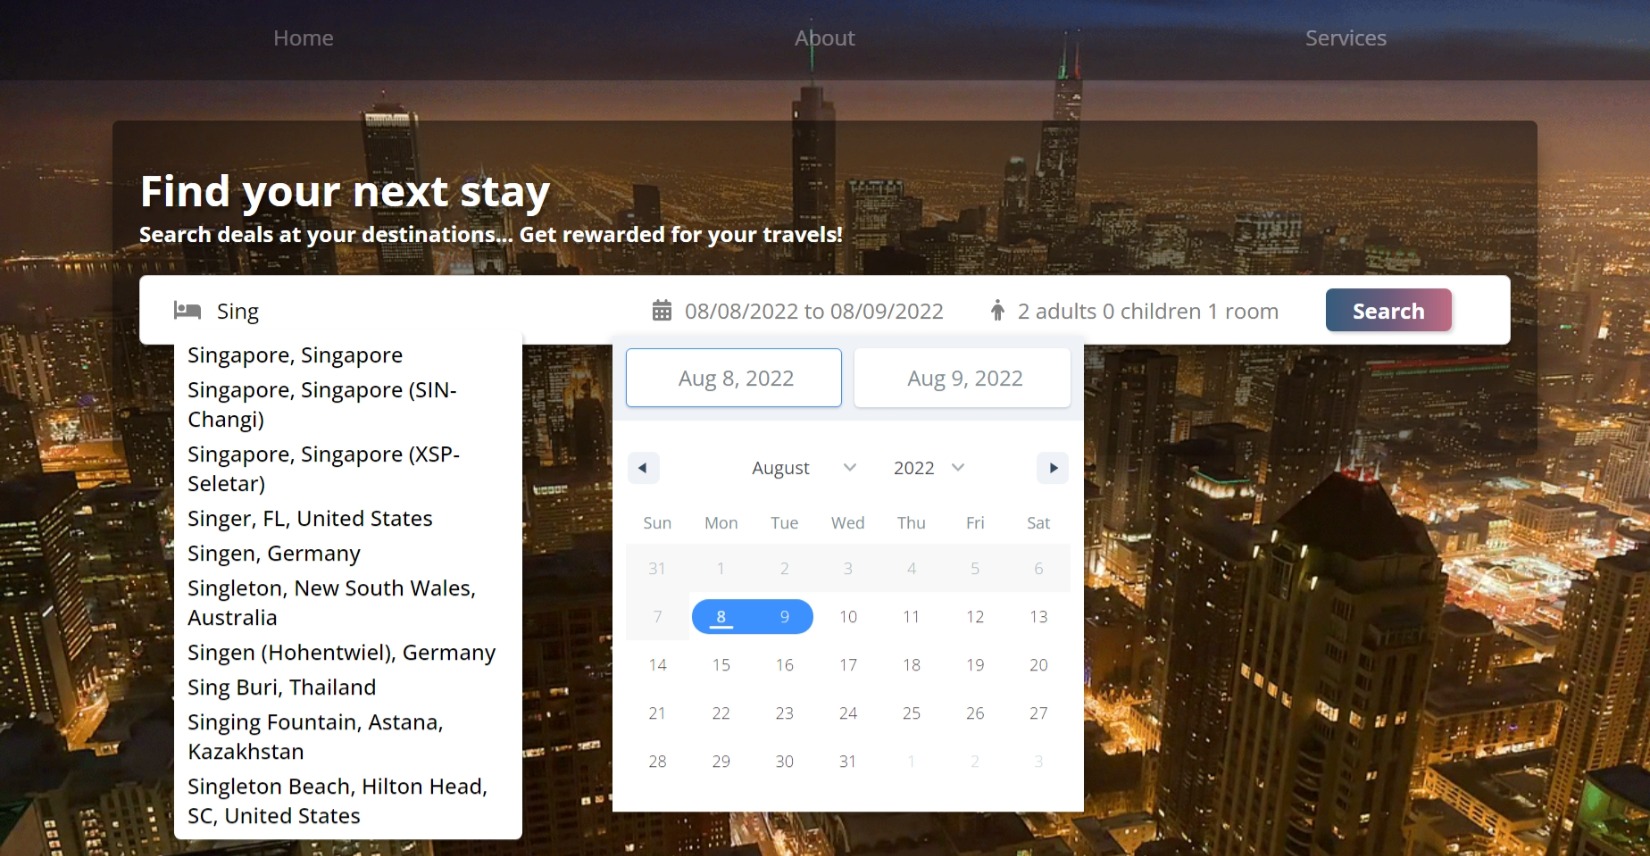 Home About Services
Find your next stay
Search deals at your destinations... Get rewarded for your travels!
Sing 08/08/2022 to 08/09/2022 2 adults 0 children 1 room Search
Singapore, Singapore
Singapore, Singapore (SIN-
Changi)
Singapore, Singapore (XSP-
Seletar)
Singer, FL, United States
Singen, Germany
Singleton, New South Wales,
Australia
Singen (Hohentwiel), Germany
Sing Buri, Thailand
Singing Fountain, Astana,
Kazakhstan
Singleton Beach, Hilton Head,
SC, United States
Aug 8, 2022 Aug 9, 2022
August 2022
Sun Mon Tue Wed Thu Fri Sat
31 1 2 3 4 5 6
7 8 9 10 11 12 13
14 15 16 17 18 19 20
21 22 23 24 25 26 27
28 29 30 31 1 2 3